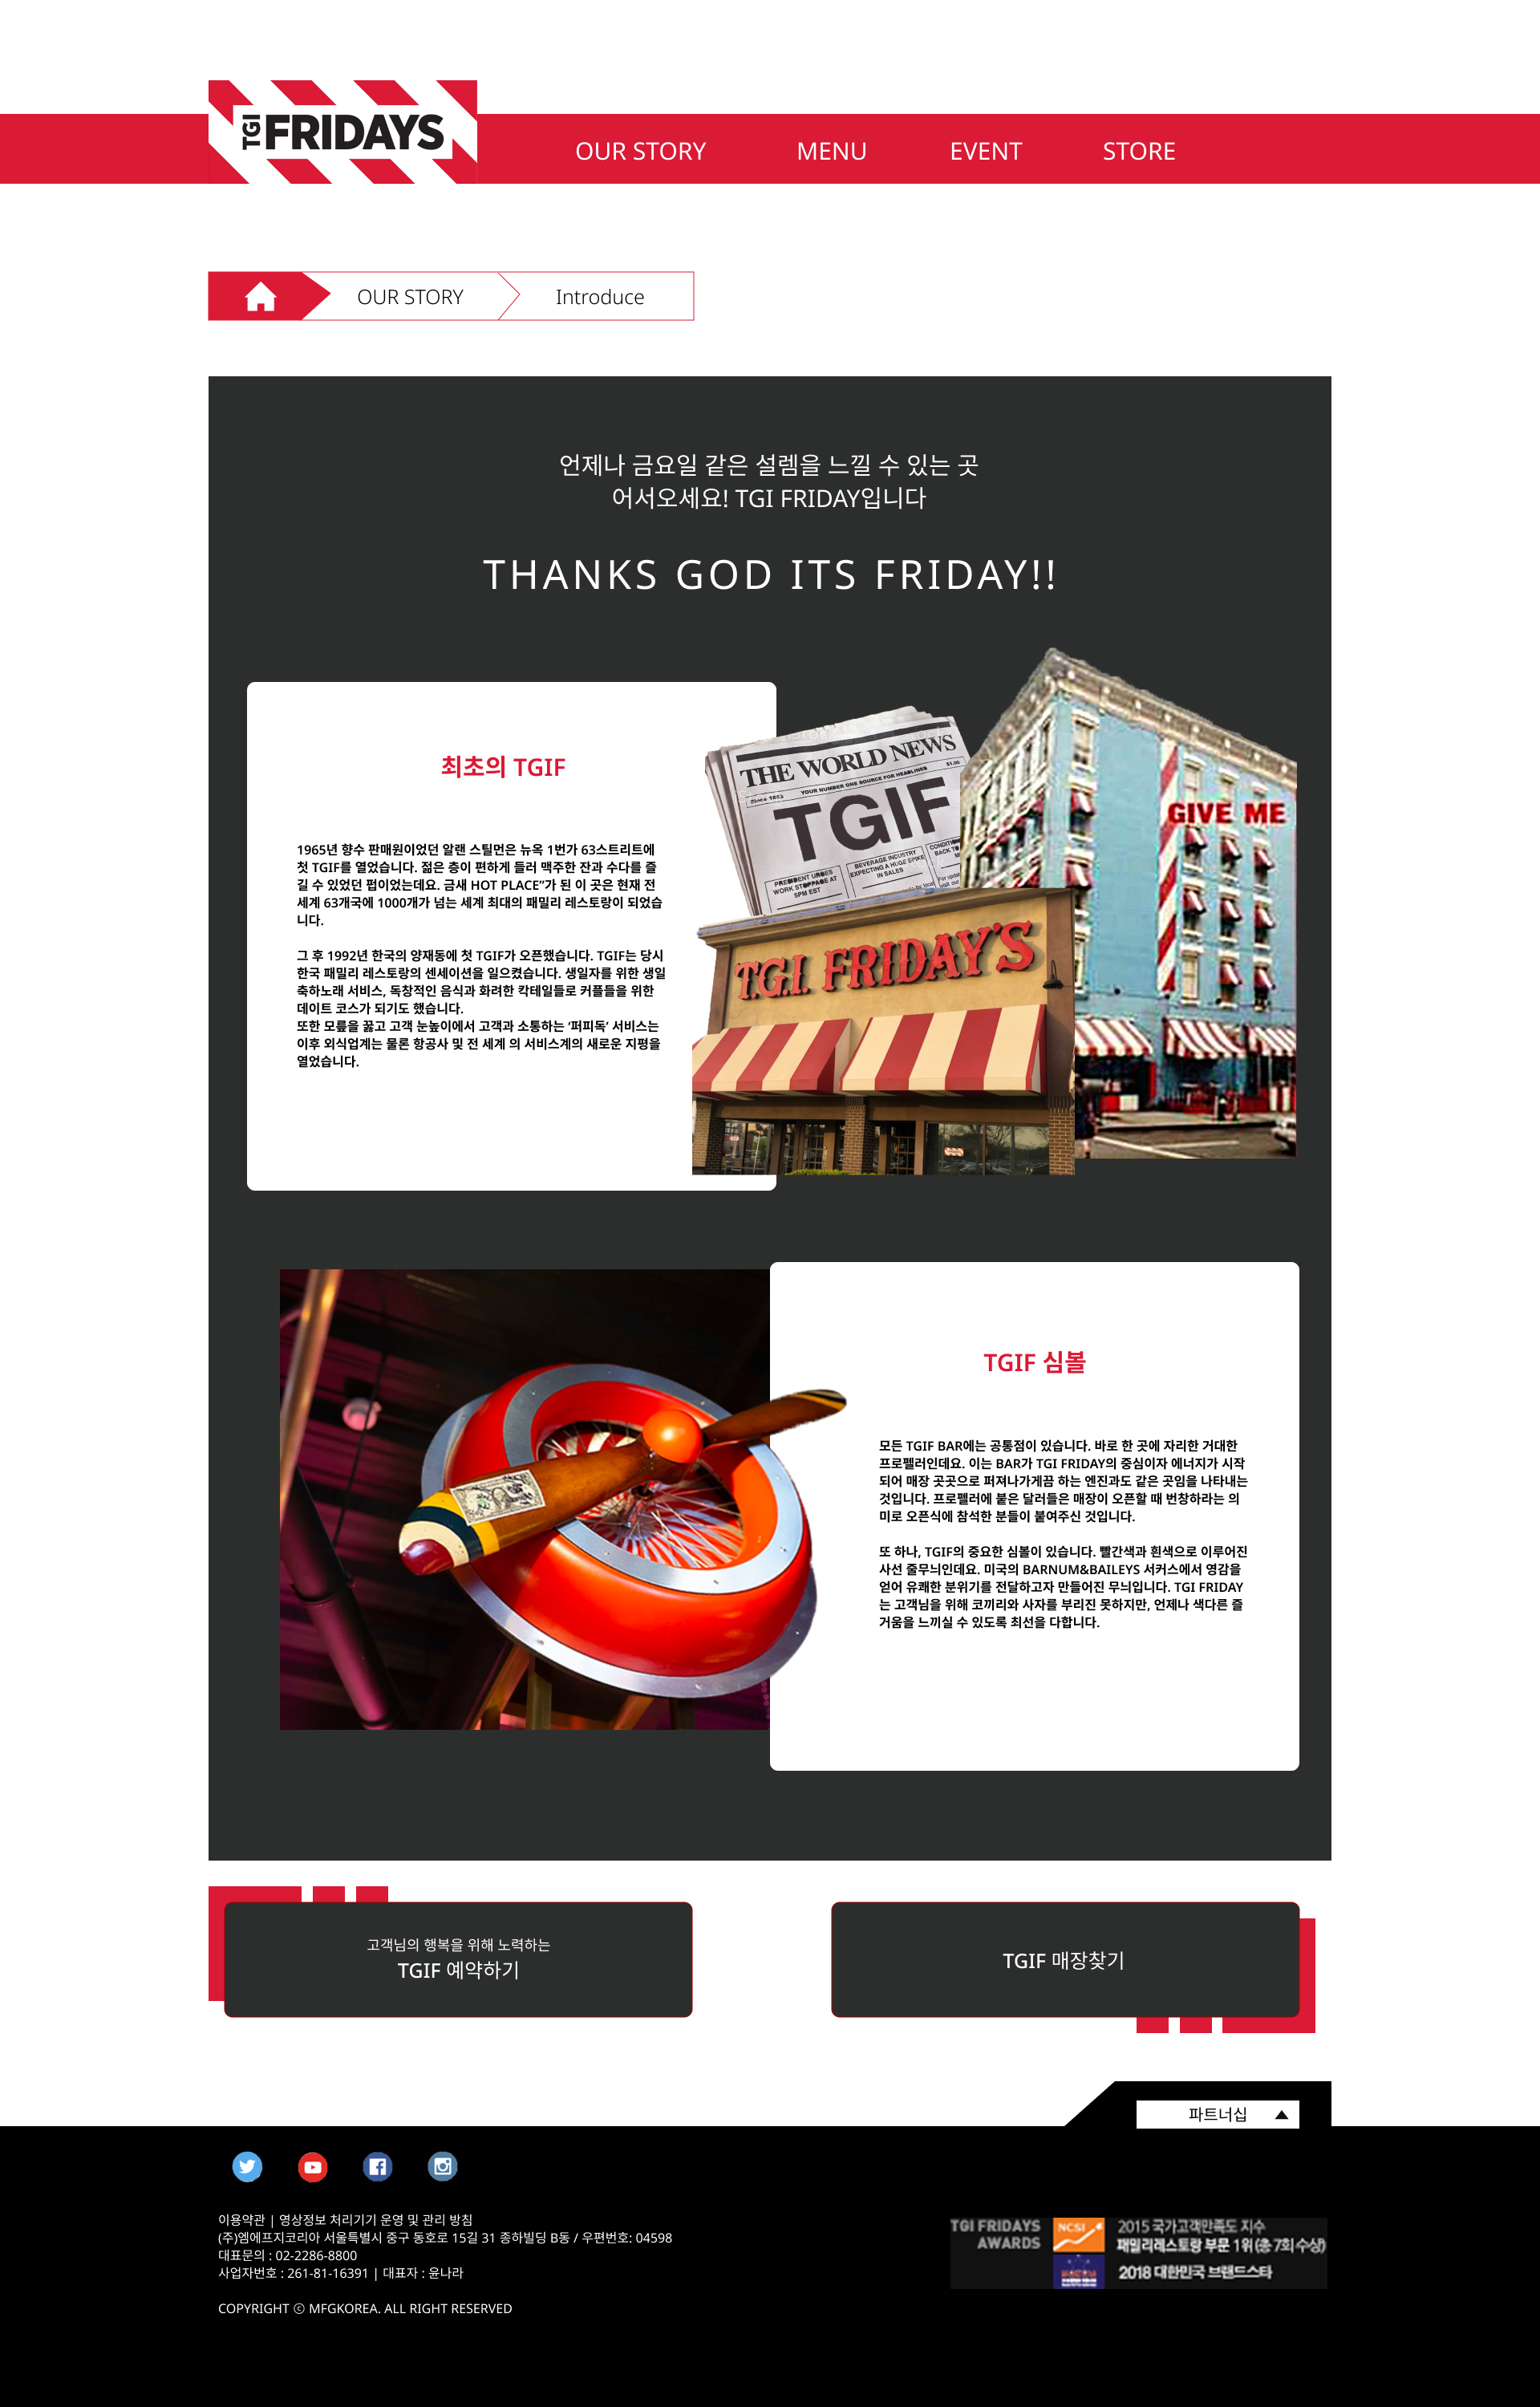 TGI FRIDAYS
OUR STORY MENU EVENT STORE
OUR STORY Introduce
언제나 금요일 같은 설렘을 느낄 수 있는 곳
어서오세요! TGI FRIDAY입니다
THANKS GOD ITS FRIDAY!!
최초의 TGIF
1965년 향수 판매원이었던 알랜 스틸먼은 뉴욕 1번가 63스트리트에
첫 TGIF를 열었습니다. 젊은 층이 편하게 들러 맥주한 잔과 수다를 즐
길 수 있었던 펍이었는데요. 금새 HOT PLACE”가 된 이 곳은 현재 전
세계 63개국에 1000개가 넘는 세계 최대의 패밀리 레스토랑이 되었습
니다.
그 후 1992년 한국의 양재동에 첫 TGIF가 오픈했습니다. TGIF는 당시
한국 패밀리 레스토랑의 센세이션을 일으켰습니다. 생일자를 위한 생일
축하노래 서비스, 독창적인 음식과 화려한 칵테일들로 커플들을 위한
데이트 코스가 되기도 했습니다.
또한 모릎을 꿇고 고객 눈높이에서 고객과 소통하는 ‘퍼피독’ 서비스는
이후 외식업계는 물론 항공사 및 전 세계 의 서비스계의 새로운 지평을
열었습니다.
THE WORLD NEWS
Since 1883 YOUR NUMBER ONE SOURCE FOR HEADLINES $1.00
TGIF
PRESIDENT URGES
WORK STOPPAGE AT
5PM EST
BEVERAGE INDUSTRY
EXPECTING A HUGE SPIKE
IN SALES
GIVE ME
T.G.I. FRIDAY'S
TGIF 심볼
모든 TGIF BAR에는 공통점이 있습니다. 바로 한 곳에 자리한 거대한
프로펠러인데요. 이는 BAR가 TGI FRIDAY의 중심이자 에너지가 시작
되어 매장 곳곳으로 퍼져나가게끔 하는 엔진과도 같은 곳임을 나타내는
것입니다. 프로펠러에 붙은 달러들은 매장이 오픈할 때 번창하라는 의
미로 오픈식에 참석한 분들이 붙여주신 것입니다.
또 하나, TGIF의 중요한 심볼이 있습니다. 빨간색과 흰색으로 이루어진
사선 줄무늬인데요. 미국의 BARNUM&BAILEYS 서커스에서 영감을
얻어 유쾌한 분위기를 전달하고자 만들어진 무늬입니다. TGI FRIDAY
는 고객님을 위해 코끼리와 사자를 부리진 못하지만, 언제나 색다른 즐
거움을 느끼실 수 있도록 최선을 다합니다.
고객님의 행복을 위해 노력하는
TGIF 예약하기
TGIF 매장찾기
파트너십
이용약관 | 영상정보 처리기기 운영 및 관리 방침
(주)엠에프지코리아 서울특별시 중구 동호로 15길 31 종하빌딩 B동 / 우편번호: 04598
대표문의 : 02-2286-8800
사업자번호 : 261-81-16391 | 대표자 : 윤나라
COPYRIGHT ⓒ MFGKOREA. ALL RIGHT RESERVED
TGI FRIDAYS
AWARDS
NCSI
2015 국가고객만족도 지수
패밀리레스토랑 부문 1위(총 7회 수상)
2018 대한민국 브랜드스타